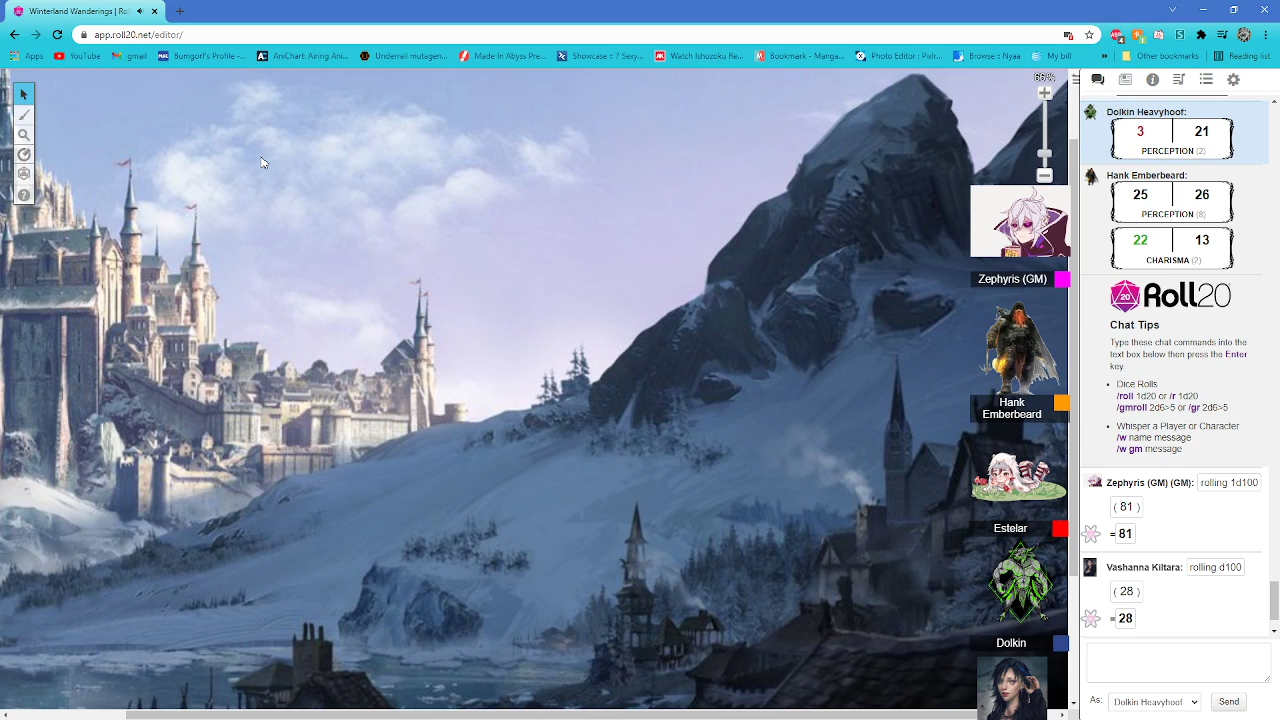 Winterland Wanderings | Rol
app.roll20.net/editor/
Apps
YouTube
gmail
Bumgorf's Profile -...
AniChart: Airing Ani...
Underrail mutagen...
Made In Abyss Pre...
Showcase :: ? Sexy...
Watch Ishuzoku Re...
Bookmark - Manga...
Photo Editor : Pixlr...
Browse :: Nyaa
My bill
»
Other bookmarks
Reading list
66%
Zephyris (GM)
Hank
Emberbeard
Estelar
Dolkin
Dolkin Heavyhoof:
3 21
PERCEPTION (2)
Hank Emberbeard:
25 26
PERCEPTION (8)
22 13
CHARISMA (2)
20 Roll20
Chat Tips
Type these chat commands into the
text box below then press the Enter
key.
• Dice Rolls
/roll 1d20 or /r 1d20
/gmroll 2d6>5 or /gr 2d6>5
• Whisper a Player or Character
/w name message
/w gm message
Zephyris (GM) (GM): rolling 1d100
( 81 )
=81
Vashanna Kiltara: rolling d100
( 28 )
=28
As: Dolkin Heavyhoof
Send